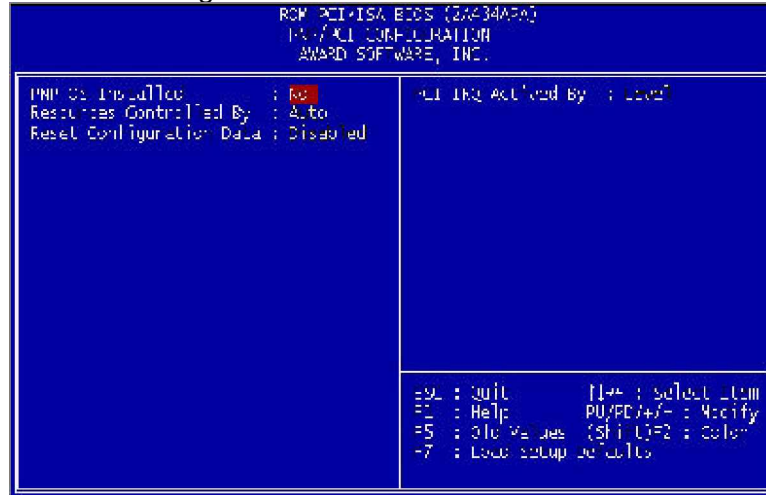 ROM PCI/ISA BIOS (2A434APA)
PNP/PCI CONFIGURATION
AWARD SOFTWARE, INC.
PNP OS Installed : No
Resources Controlled By : Auto
Reset Configuration Data : Disabled
PCI IRQ Actived By : Level
ESC : Quit : Select Item
F1 : Help PU/PD/+/- : Modify
F5 : Old Values (Shift)F2 : Color
F7 : Load Setup Defaults